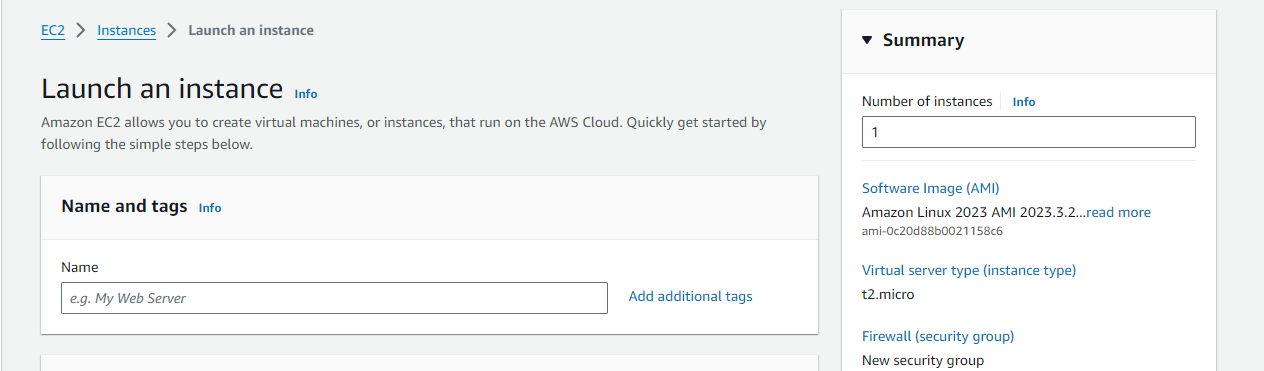 EC2 > Instances > Launch an instance
Launch an instance Info
Amazon EC2 allows you to create virtual machines, or instances, that run on the AWS Cloud. Quickly get started by
following the simple steps below.
Name and tags Info
Name
e.g. My Web Server
Add additional tags
Summary
Number of instances Info
1
Software Image (AMI)
Amazon Linux 2023 AMI 2023.3.2...read more
ami-0c20d88b0021158c6
Virtual server type (instance type)
t2.micro
Firewall (security group)
New security group